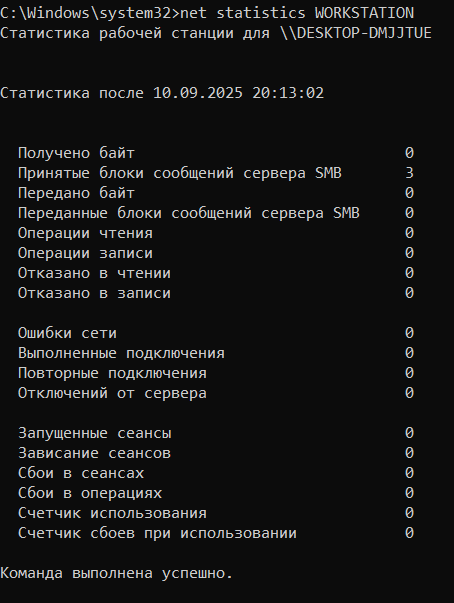 C:\Windows\system32>net statistics WORKSTATION
Статистика рабочей станции для \\DESKTOP-DMJJTUE
Статистика после 10.09.2025 20:13:02
Получено байт 0
Принятые блоки сообщений сервера SMB 3
Передано байт 0
Переданные блоки сообщений сервера SMB 0
Операции чтения 0
Операции записи 0
Отказано в чтении 0
Отказано в записи 0
Ошибки сети 0
Выполненные подключения 0
Повторные подключения 0
Отключений от сервера 0
Запущенные сеансы 0
Зависание сеансов 0
Сбои в сеансах 0
Сбои в операциях 0
Счетчик использования 0
Счетчик сбоев при использовании 0
Команда выполнена успешно.